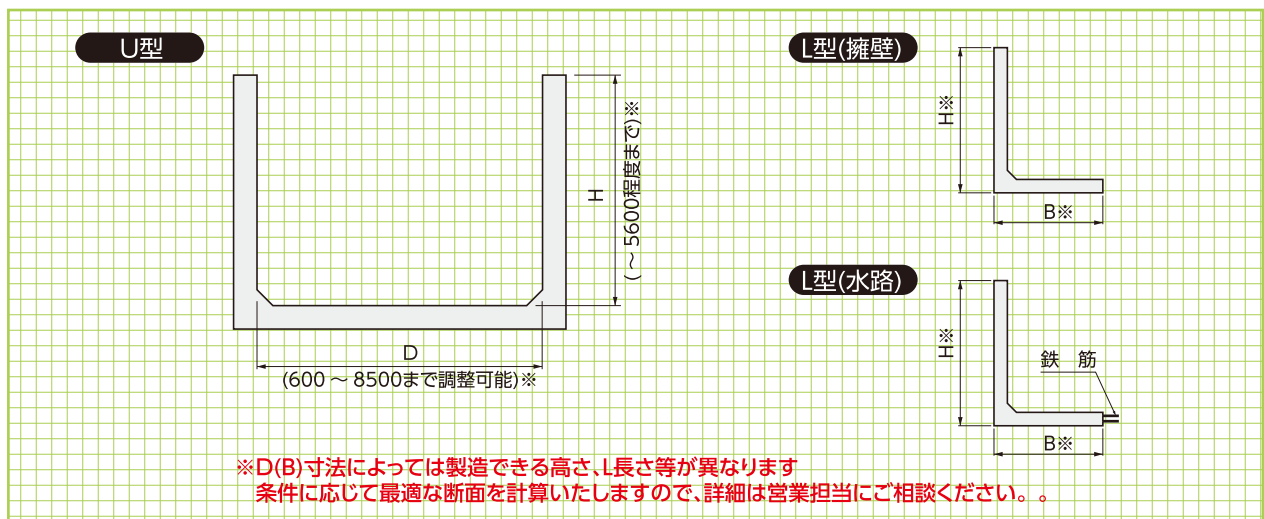 U型
H
(～5600程度まで)※
D
(600～8500まで調整可能)※
L型(擁壁)
H※
B※
L型(水路)
H※
鉄　筋
B※
※D(B)寸法によっては製造できる高さ、L長さ等が異なります
条件に応じて最適な断面を計算いたしますので、詳細は営業担当にご相談ください。。